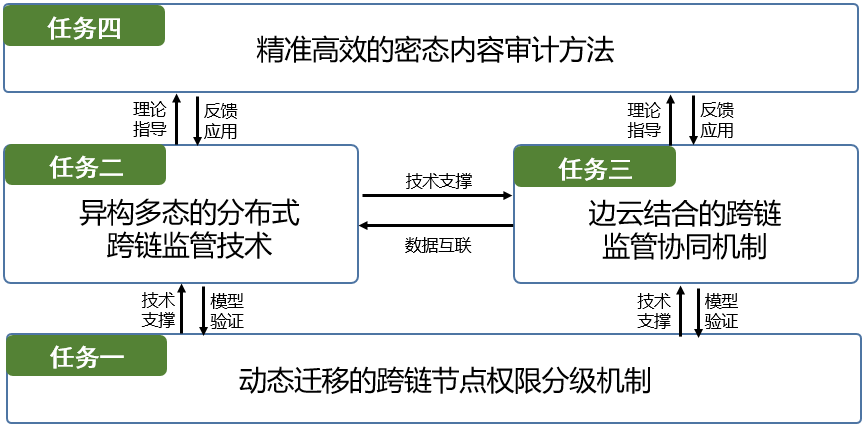 任务四
精准高效的密态内容审计方法
理论
指导
反馈
应用
理论
指导
反馈
应用
任务二
异构多态的分布式
跨链监管技术
技术支撑
数据互联
任务三
边云结合的跨链
监管协同机制
技术
支撑
模型
验证
技术
支撑
模型
验证
任务一
动态迁移的跨链节点权限分级机制